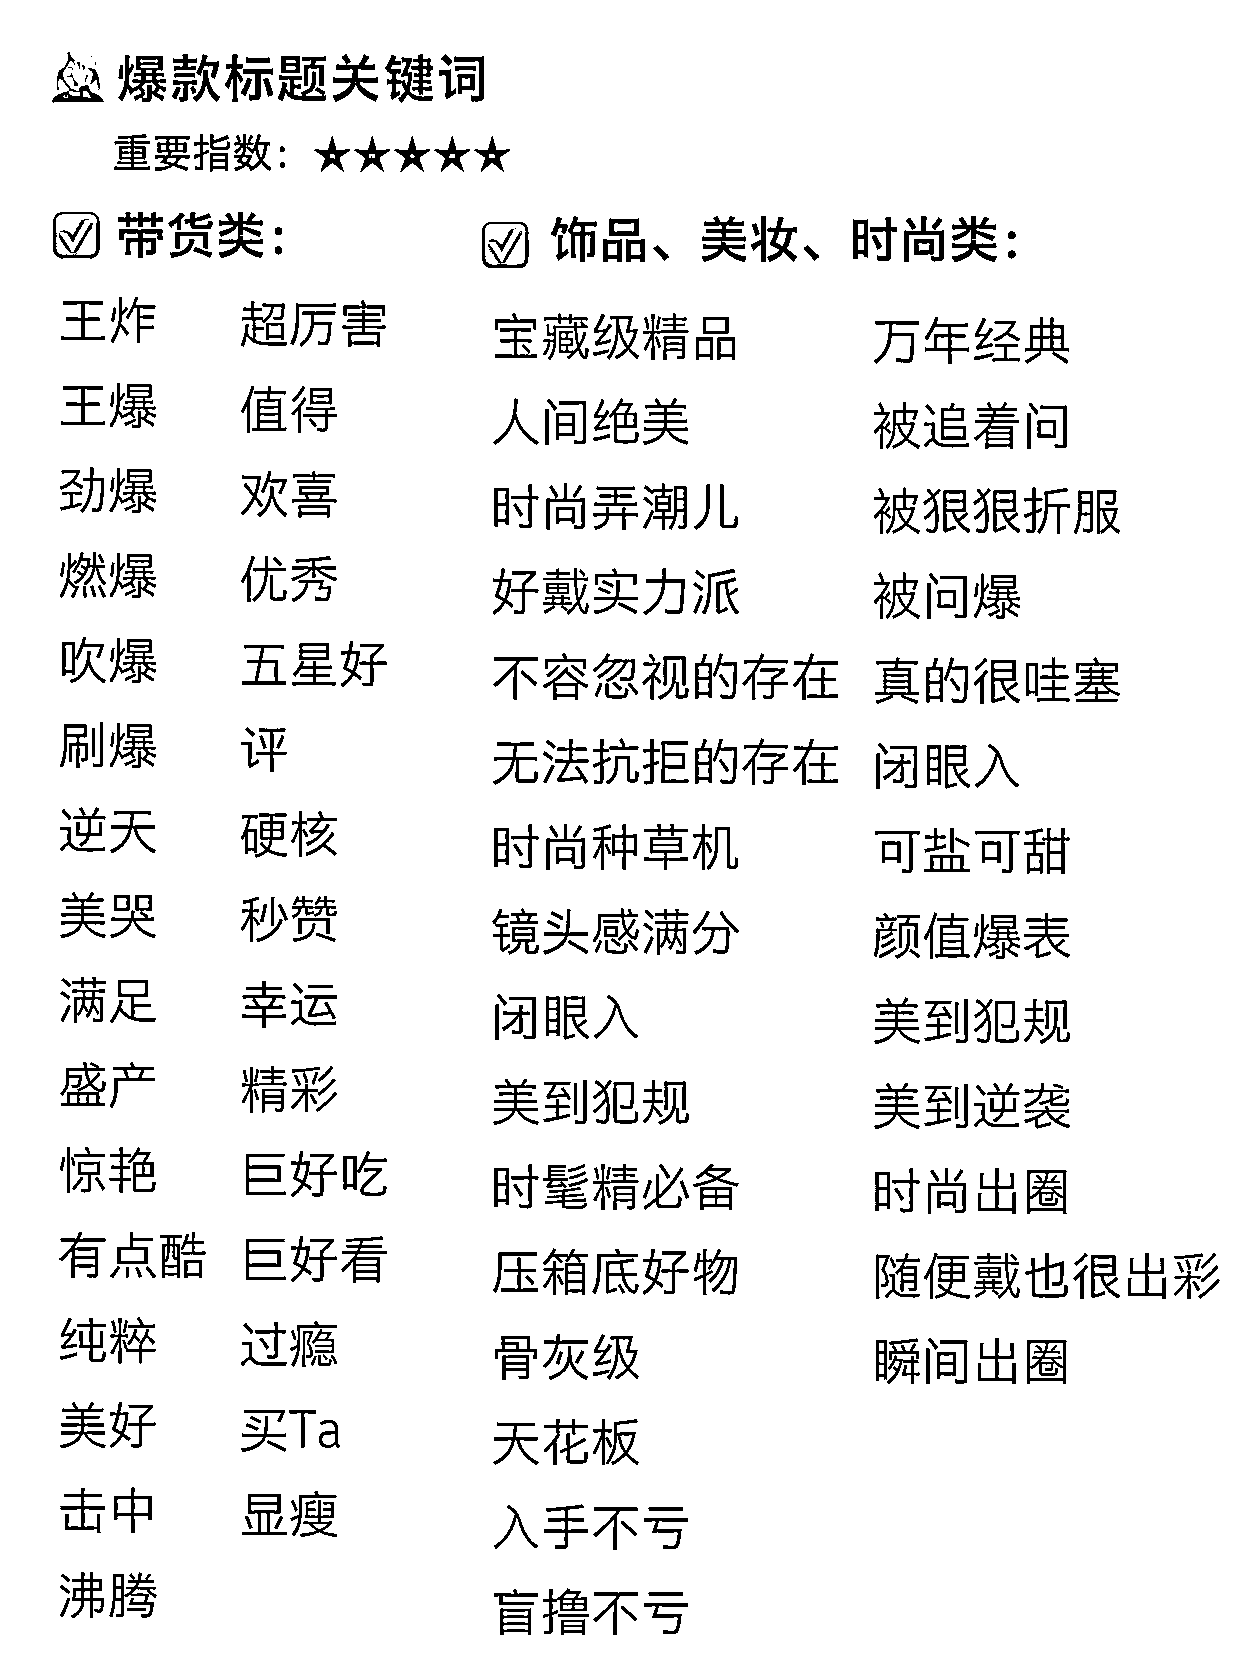 爆款标题关键词
重要指数：★★★★★
带货类：
王炸
王爆
劲爆
燃爆
吹爆
刷爆
逆天
美哭
满足
盛产
惊艳
有点酷
纯粹
美好
击中
沸腾
超厉害
值得
欢喜
优秀
五星好
评
硬核
秒赞
幸运
精彩
巨好吃
巨好看
过瘾
买Ta
显瘦
饰品、美妆、时尚类：
宝藏级精品
人间绝美
时尚弄潮儿
好戴实力派
不容忽视的存在
无法抗拒的存在
时尚种草机
镜头感满分
闭眼入
美到犯规
时髦精必备
压箱底好物
骨灰级
天花板
入手不亏
盲撸不亏
万年经典
被追着问
被狠狠折服
被问爆
真的很哇塞
闭眼入
可盐可甜
颜值爆表
美到犯规
美到逆袭
时尚出圈
随便戴也很出彩
瞬间出圈